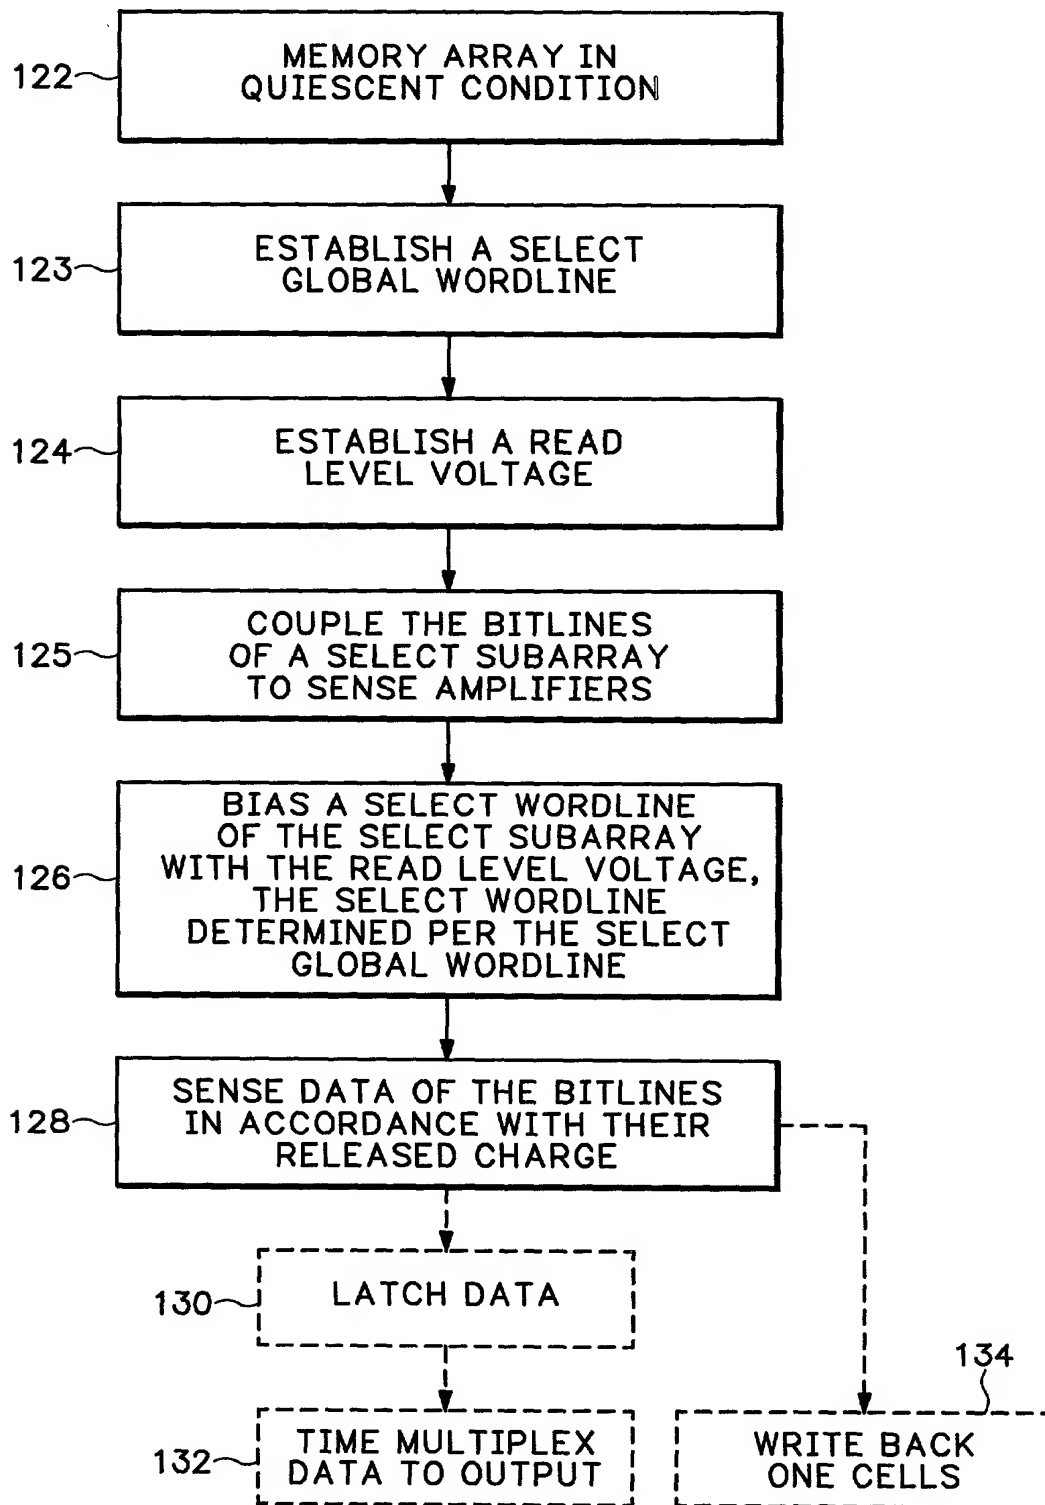 122
MEMORY ARRAY IN
QUIESCENT CONDITION
123
ESTABLISH A SELECT
GLOBAL WORDLINE
124
ESTABLISH A READ
LEVEL VOLTAGE
125
COUPLE THE BITLINES
OF A SELECT SUBARRAY
TO SENSE AMPLIFIERS
126
BIAS A SELECT WORDLINE
OF THE SELECT SUBARRAY
WITH THE READ LEVEL VOLTAGE,
THE SELECT WORDLINE
DETERMINED PER THE SELECT
GLOBAL WORDLINE
128
SENSE DATA OF THE BITLINES
IN ACCORDANCE WITH THEIR
RELEASED CHARGE
130
LATCH DATA
132
TIME MULTIPLEX
DATA TO OUTPUT
134
WRITE BACK
ONE CELLS